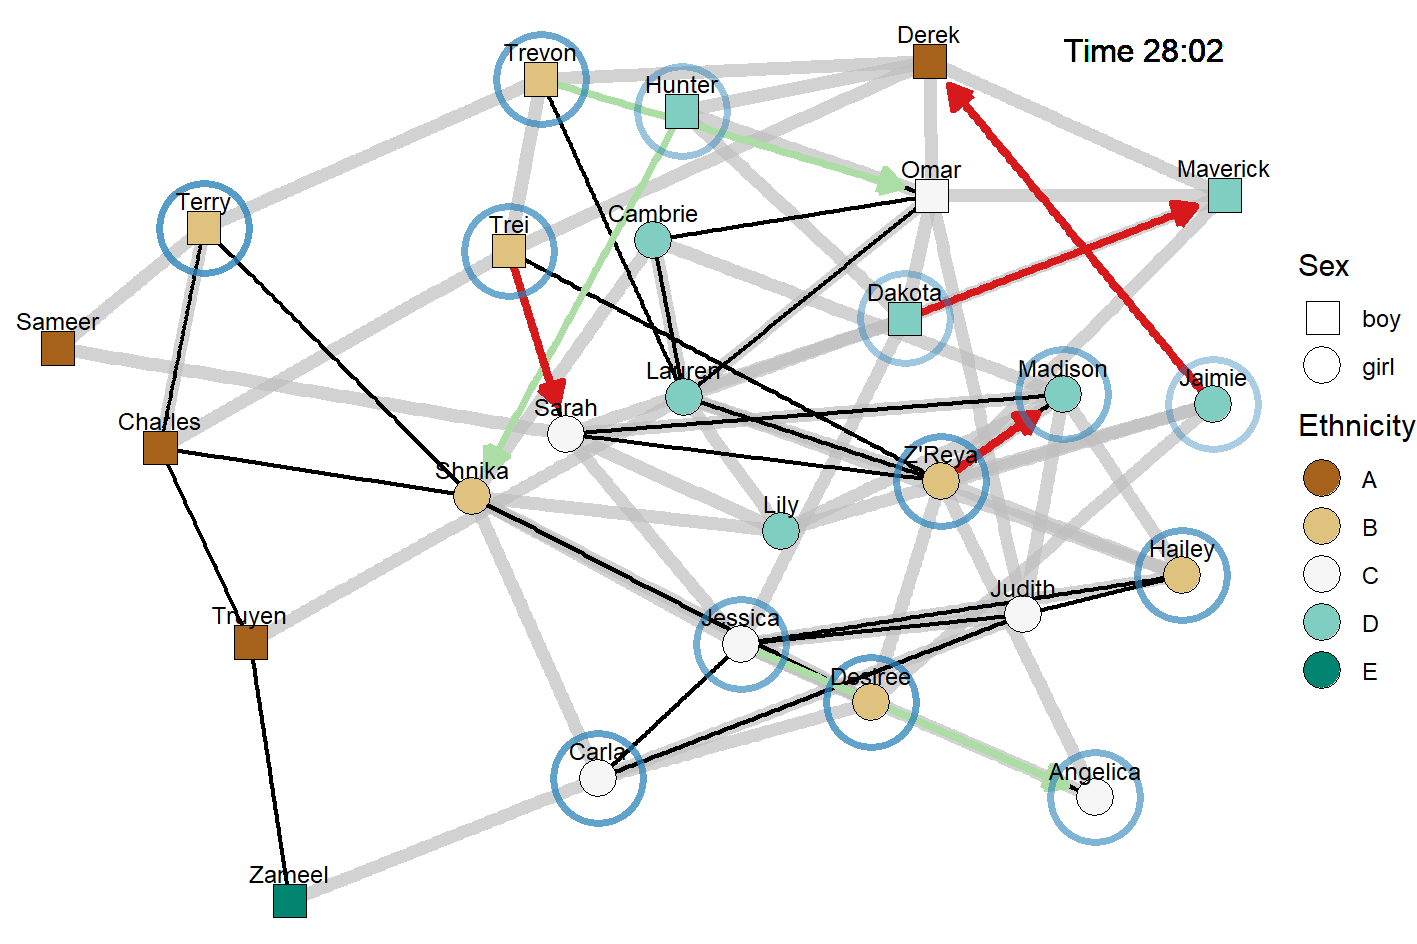 Derek
Time 28:02
Trevon
Hunter
Omar
Maverick
Terry
Cambrie
Trei
Sex
Dakota
Sameer
boy
Lauren
Madison
Jaimie
girl
Sarah
Charles
Ethnicity
Z'Reya
Shnika
A
Lily
B
Hailey
C
Judith
Truyen
Jessica
D
Desiree
E
Carla
Angelica
Zameel